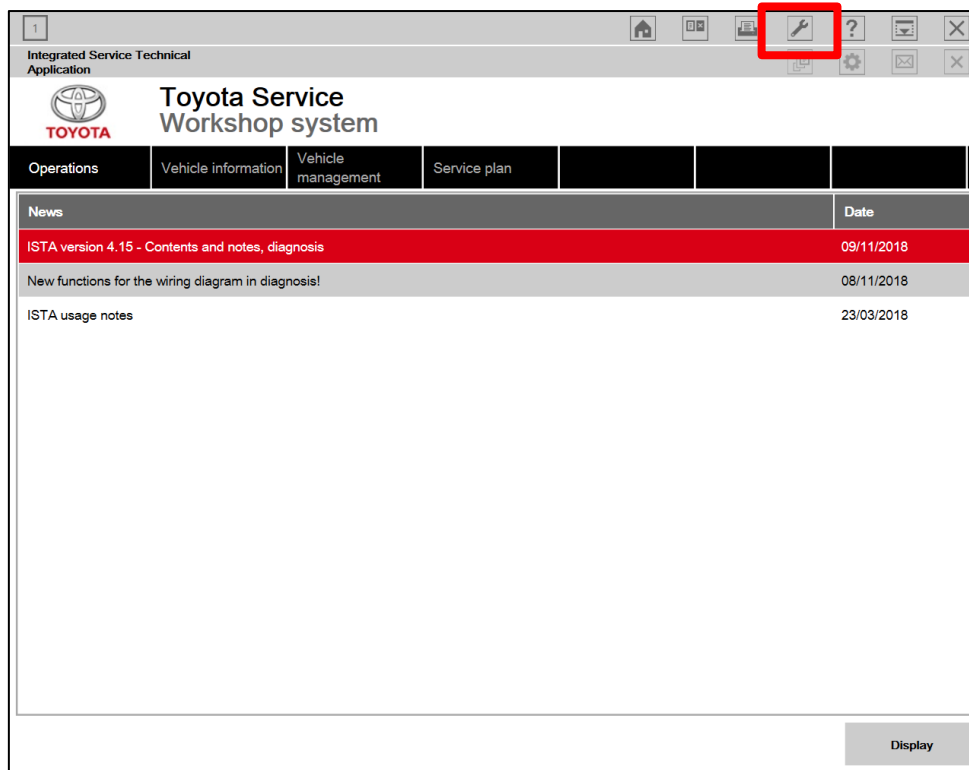 1
?
Integrated Service Technical
Application
TOYOTA
Toyota Service
Workshop system
Operations
Vehicle information
Vehicle
management
Service plan
News
Date
ISTA version 4.15 - Contents and notes, diagnosis
09/11/2018
New functions for the wiring diagram in diagnosis!
08/11/2018
ISTA usage notes
23/03/2018
Display